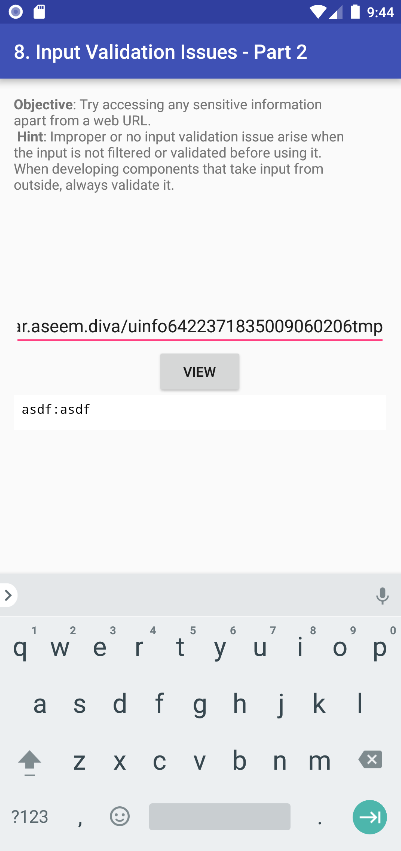 9:44
8. Input Validation Issues - Part 2
Objective: Try accessing any sensitive information
apart from a web URL.
Hint: Improper or no input validation issue arise when
the input is not filtered or validated before using it.
When developing components that take input from
outside, always validate it.
ar.aseem.diva/uinfo6422371835009060206tmp
VIEW
asdf:asdf
1 2 3 4 5 6 7 8 9 0
q w e r t y u i o p
a s d f g h j k l
z x c v b n m
?123 , .